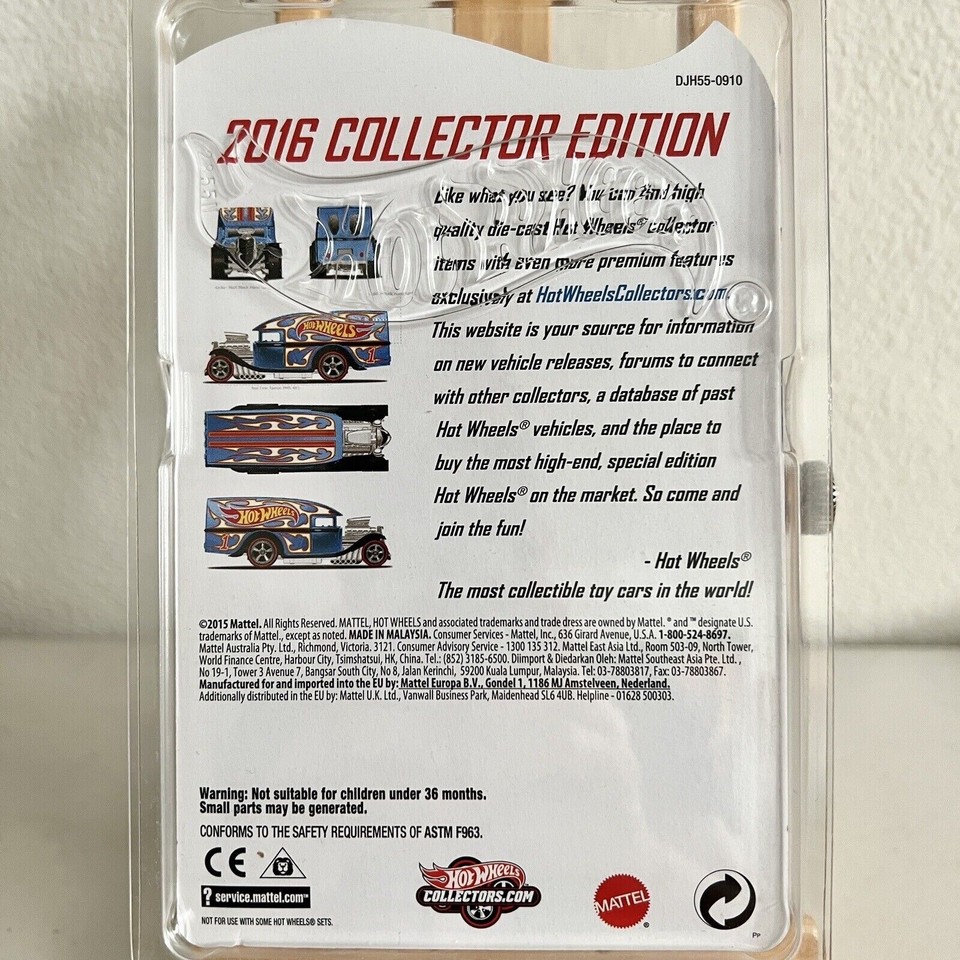 DJH55-0910
2016 COLLECTOR EDITION
Like what you see? You can find high
quality die-cast Hot Wheels® collector
items with even more premium features
exclusively at HotWheelsCollectors.com.
This website is your source for information
on new vehicle releases, forums to connect
with other collectors, a database of past
Hot Wheels® vehicles, and the place to
buy the most high-end, special edition
Hot Wheels® on the market. So come and
join the fun!
- Hot Wheels®
The most collectible toy cars in the world!
HOT WHEELS
1
HOT WHEELS
1
©2015 Mattel. All Rights Reserved. MATTEL, HOT WHEELS and associated trademarks and trade dress are owned by Mattel. ® and ™ designate U.S.
trademarks of Mattel., except as noted. MADE IN MALAYSIA. Consumer Services - Mattel, Inc., 636 Girard Avenue, U.S.A. 1-800-524-8697.
Mattel Australia Pty. Ltd., Richmond, Victoria. 3121. Consumer Advisory Service - 1300 135 312. Mattel East Asia Ltd., Room 503-09, North Tower,
World Finance Centre, Harbour City, Tsimshatsui, HK, China. Tel.: (852) 3185-6500. Diimport & Diedarkan Oleh: Mattel Southeast Asia Pte. Ltd. ,
No 19-1, Tower 3 Avenue 7, Bangsar South City, No 8, Jalan Kerinchi, 59200 Kuala Lumpur, Malaysia. Tel: 03-78803817, Fax: 03-78803867.
Manufactured for and imported into the EU by: Mattel Europa B.V., Gondel 1, 1186 MJ Amstelveen, Nederland.
Additionally distributed in the EU by: Mattel U.K. Ltd., Vanwall Business Park, Maidenhead SL6 4UB. Helpline - 01628 500303.
Warning: Not suitable for children under 36 months.
Small parts may be generated.
CONFORMS TO THE SAFETY REQUIREMENTS OF ASTM F963.
CE
? service.mattel.com™
NOT FOR USE WITH SOME HOT WHEELS® SETS.
HOT WHEELS
COLLECTORS.COM
MATTEL
®
PP